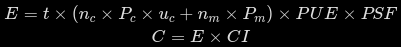 E = t × (n_c × P_c × u_c + n_m × P_m) × PUE × PSF
C = E × CI